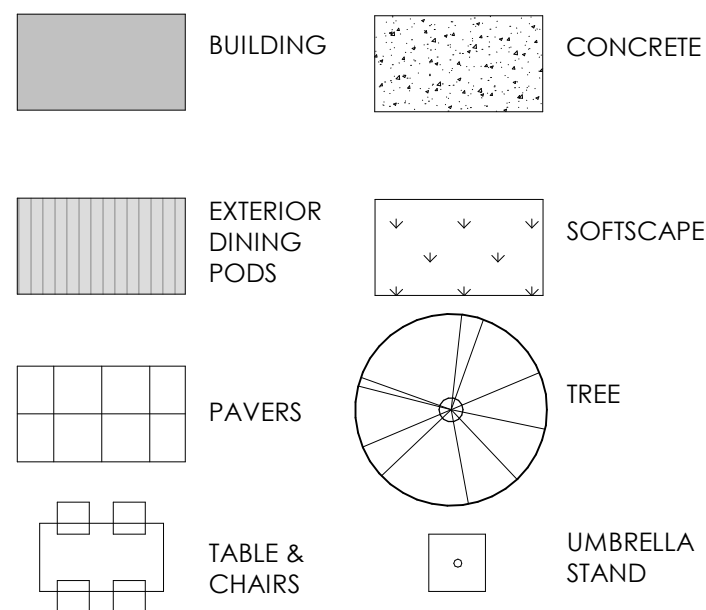 BUILDING
CONCRETE
EXTERIOR
DINING
PODS
SOFTSCAPE
PAVERS
TREE
TABLE &
CHAIRS
UMBRELLA
STAND